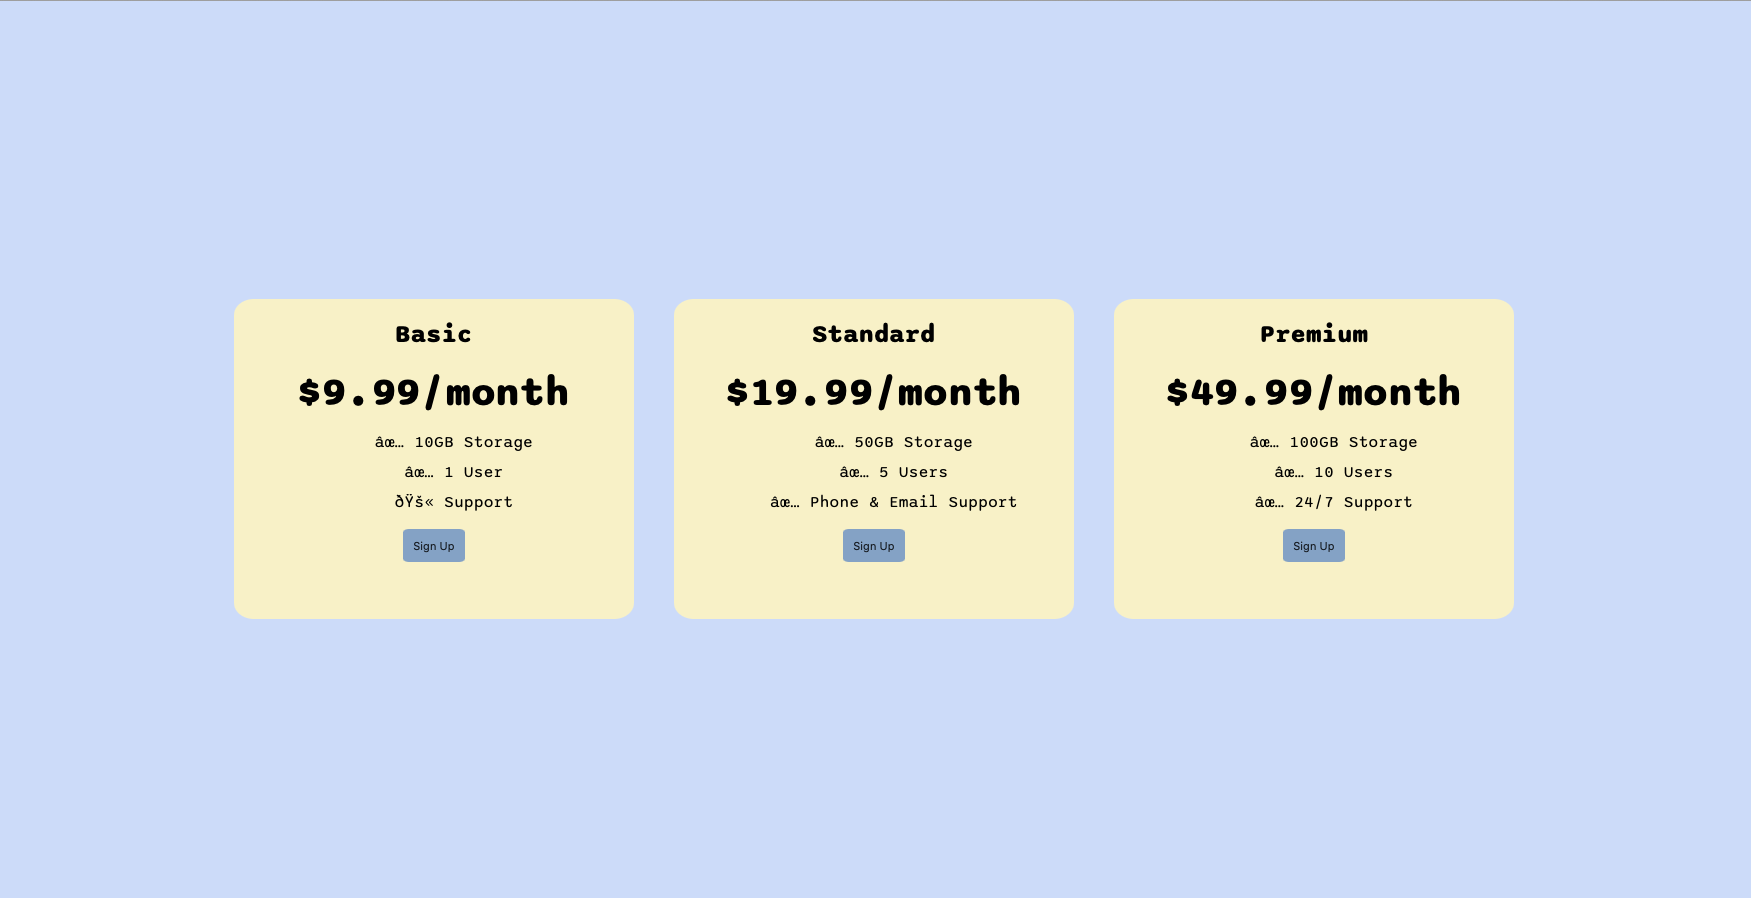 Basic
$9.99/month
âœ… 10GB Storage
âœ… 1 User
ðŸš« Support
Sign Up
Standard
$19.99/month
âœ… 50GB Storage
âœ… 5 Users
âœ… Phone & Email Support
Sign Up
Premium
$49.99/month
âœ… 100GB Storage
âœ… 10 Users
âœ… 24/7 Support
Sign Up